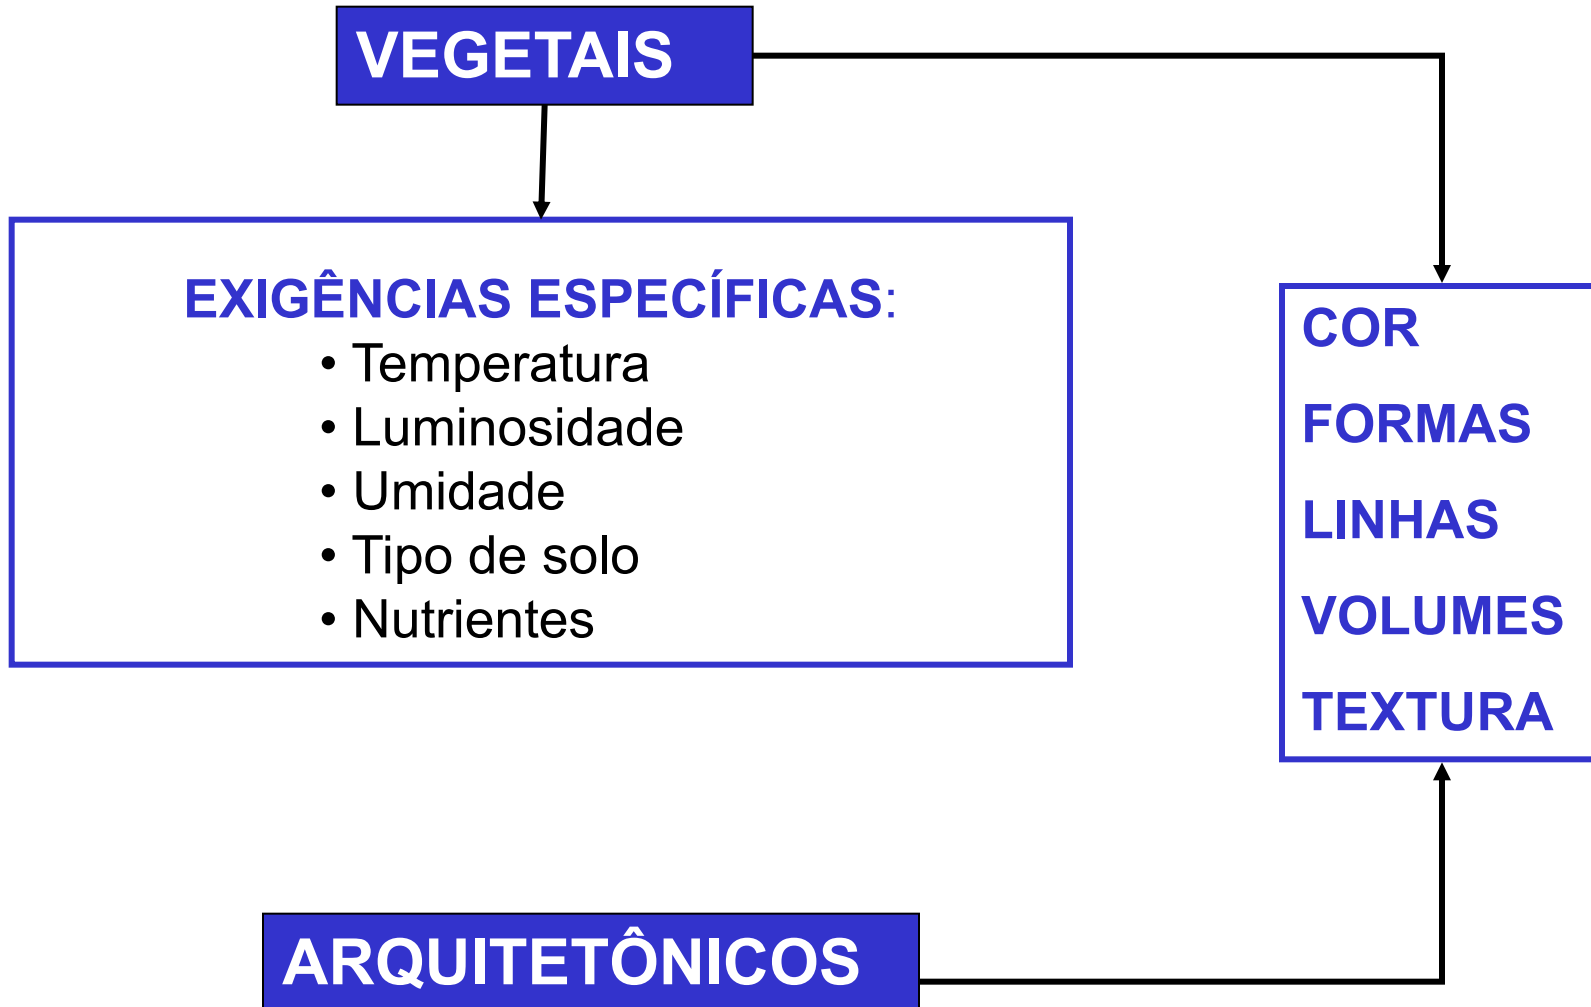 VEGETAIS
EXIGÊNCIAS ESPECÍFICAS:
• Temperatura
• Luminosidade
• Umidade
• Tipo de solo
• Nutrientes
COR
FORMAS
LINHAS
VOLUMES
TEXTURA
ARQUITETÔNICOS